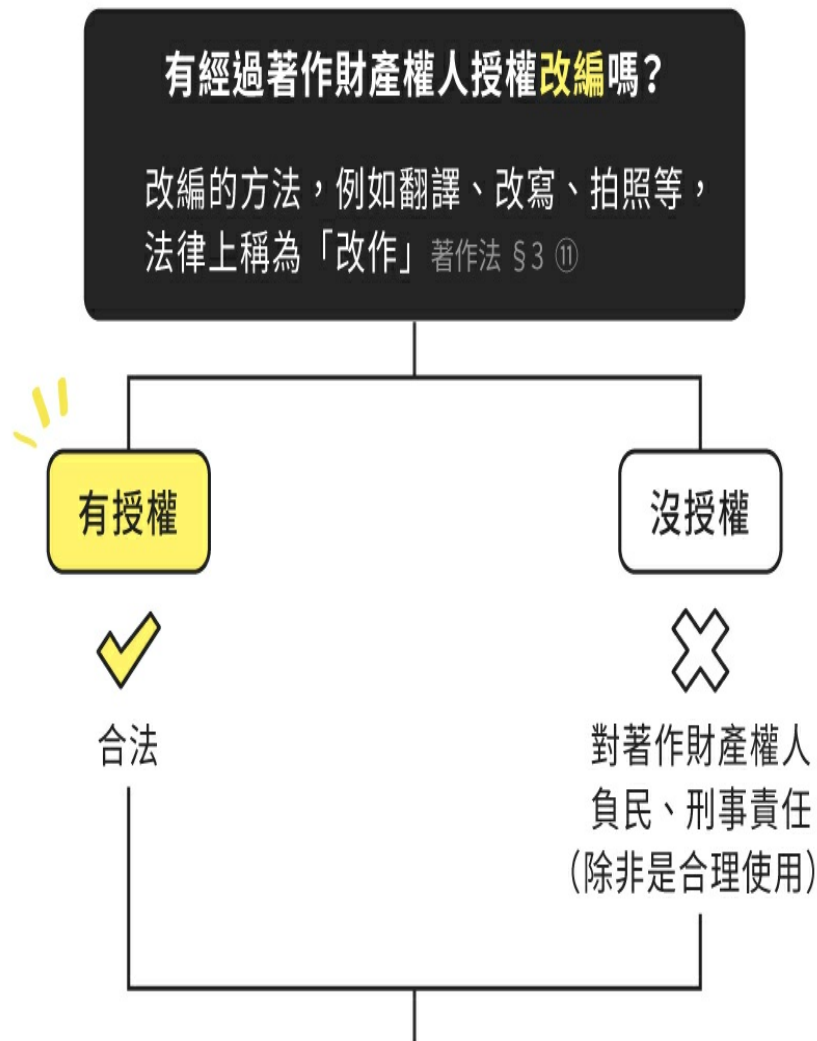 有經過著作財產權人授權改編嗎？
改編的方法，例如翻譯、改寫、拍照等，
法律上稱為「改作」著作法 §3 ⑪
有授權
沒授權
合法
對著作財產權人
負民、刑事責任
（除非是合理使用）